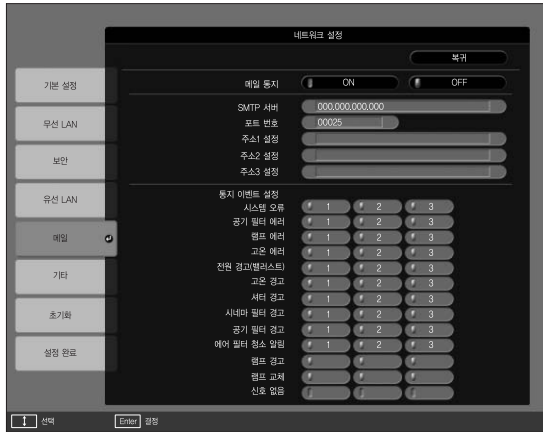 네트워크 설정
복귀
기본 설정
무선 LAN
보안
유선 LAN
메일
기타
초기화
설정 완료
메일 통지 ON OFF
SMTP 서버 000.000.000.000
포트 번호 00025
주소1 설정
주소2 설정
주소3 설정
통지 이벤트 설정
시스템 오류 1 2 3
공기 필터 에러 1 2 3
램프 에러 1 2 3
고온 에러 1 2 3
전원 경고(밸러스트) 1 2 3
고온 경고 1 2 3
셔터 경고 1 2 3
시네마 필터 경고 1 2 3
공기 필터 경고 1 2 3
에어 필터 청소 알림 1 2 3
램프 경고
램프 교체
신호 없음
선택 Enter 결정